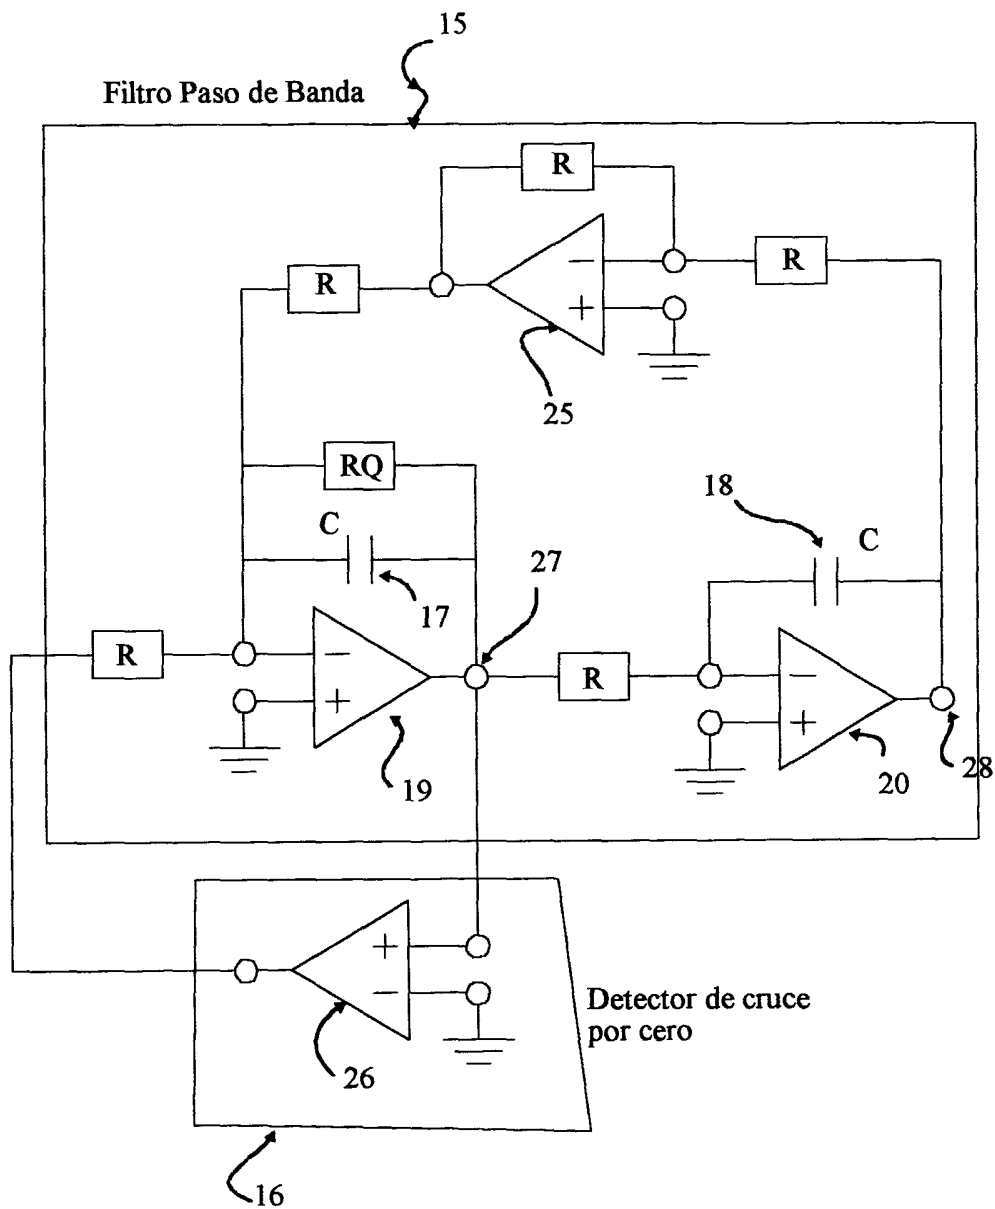 15
Filtro Paso de Banda
R
R
R
−
+
25
RQ
18
C
C
27
17
R
−
+
R
−
+
19
20
28
+
−
Detector de cruce
por cero
26
16